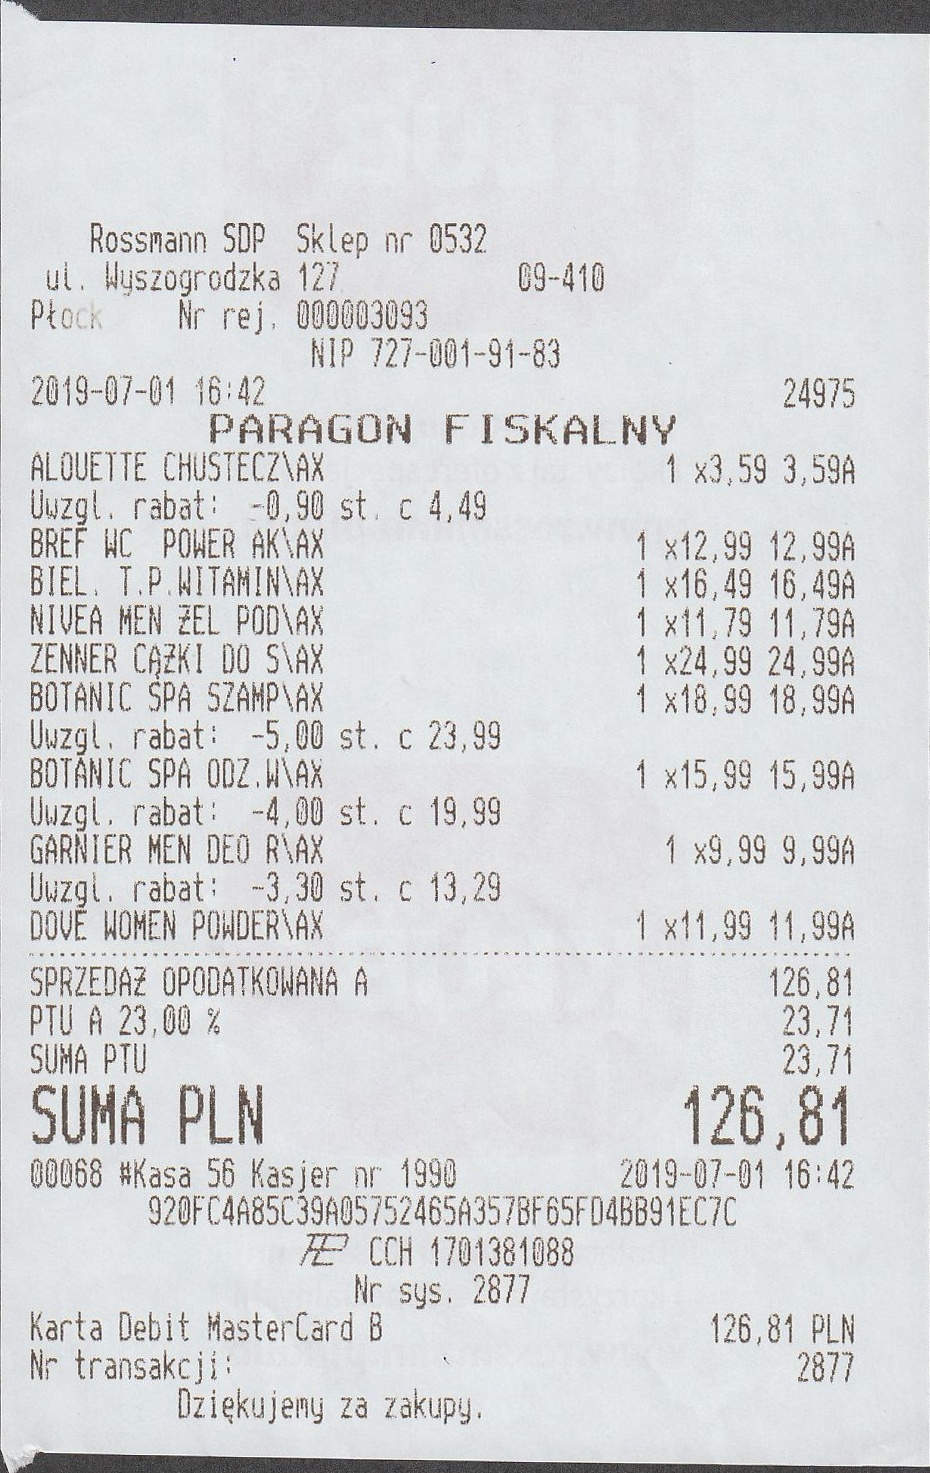 Rossmann SDP Sklep nr 0532
ul. Wyszogrodzka 127 09-410
Płock Nr rej. 000003093
NIP 727-001-91-83
2019-07-01 16:42 24975
PARAGON FISKALNY
ALOUETTE CHUSTECZ\AX 1 x3,59 3,59A
Uwzgl. rabat: -0,90 st. c 4,49
BREF WC POWER AK\AX 1 x12,99 12,99A
BIEL. T.P.WITAMIN\AX 1 x16,49 16,49A
NIVEA MEN ŻEL POD\AX 1 x11,79 11,79A
ZENNER CĄŻKI DO S\AX 1 x24,99 24,99A
BOTANIC SPA SZAMP\AX 1 x18,99 18,99A
Uwzgl. rabat: -5,00 st. c 23,99
BOTANIC SPA ODŻ.W\AX 1 x15,99 15,99A
Uwzgl. rabat: -4,00 st. c 19,99
GARNIER MEN DEO R\AX 1 x9,99 9,99A
Uwzgl. rabat: -3,30 st. c 13,29
DOVE WOMEN POWDER\AX 1 x11,99 11,99A
SPRZEDAŻ OPODATKOWANA A 126,81
PTU A 23,00 % 23,71
SUMA PTU 23,71
SUMA PLN 126,81
00068 #Kasa 56 Kasjer nr 1990 2019-07-01 16:42
920FC4A85C39A05752465A357BF65FD4BB91EC7C
CCH 1701381088
Nr sys. 2877
Karta Debit MasterCard B 126,81 PLN
Nr transakcji: 2877
Dziękujemy za zakupy.